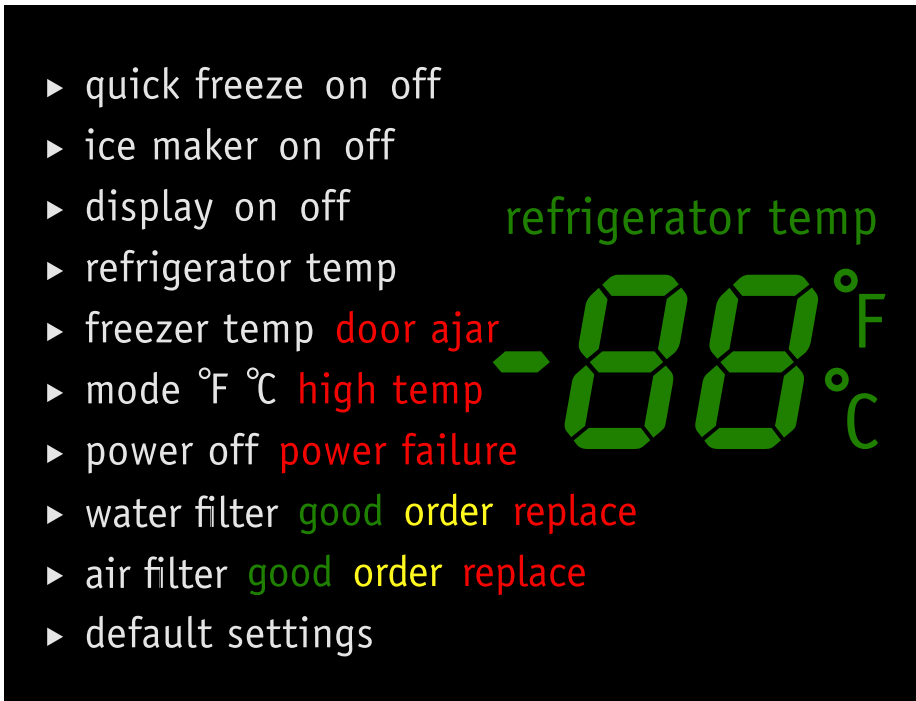 ▶ quick freeze on off
▶ ice maker on off
▶ display on off
refrigerator temp
▶ refrigerator temp
▶ freezer temp door ajar
-88 °F
°C
▶ mode °F °C high temp
▶ power off power failure
▶ water filter good order replace
▶ air filter good order replace
▶ default settings